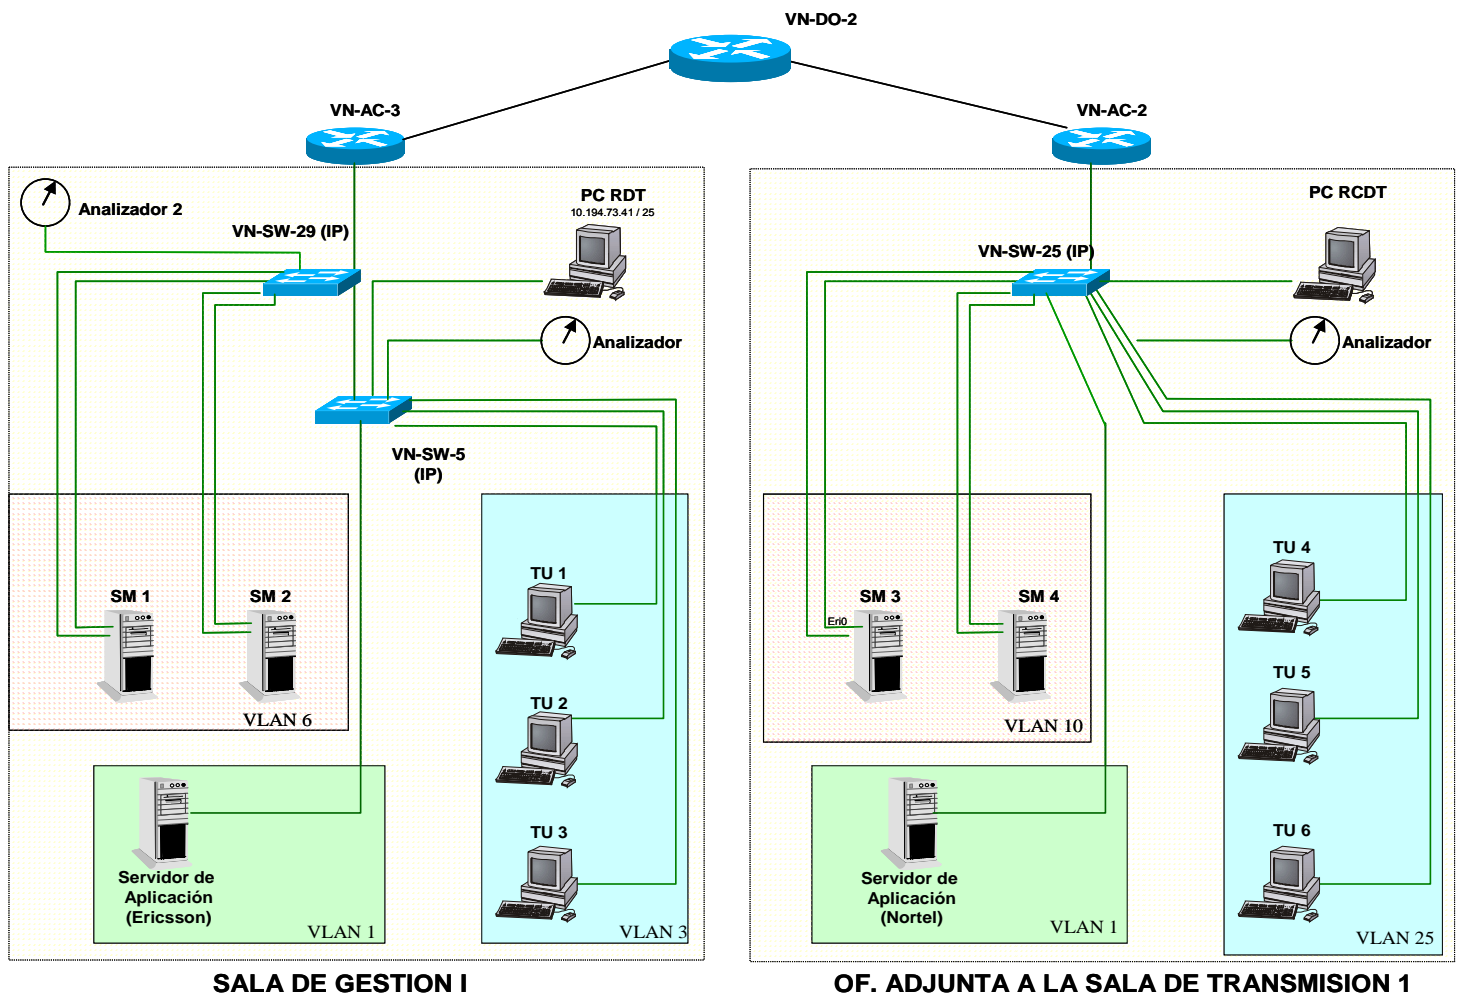 VN-DO-2
VN-AC-3
VN-AC-2
Analizador 2
PC RDT
10.194.73.41 / 25
VN-SW-29 (IP)
Analizador
VN-SW-5
(IP)
SM 1
SM 2
VLAN 6
TU 1
TU 2
TU 3
VLAN 3
Servidor de
Aplicación
(Ericsson)
VLAN 1
SALA DE GESTION I
PC RCDT
VN-SW-25 (IP)
Analizador
SM 3
Eri0
SM 4
VLAN 10
TU 4
TU 5
TU 6
VLAN 25
Servidor de
Aplicación
(Nortel)
VLAN 1
OF. ADJUNTA A LA SALA DE TRANSMISION 1